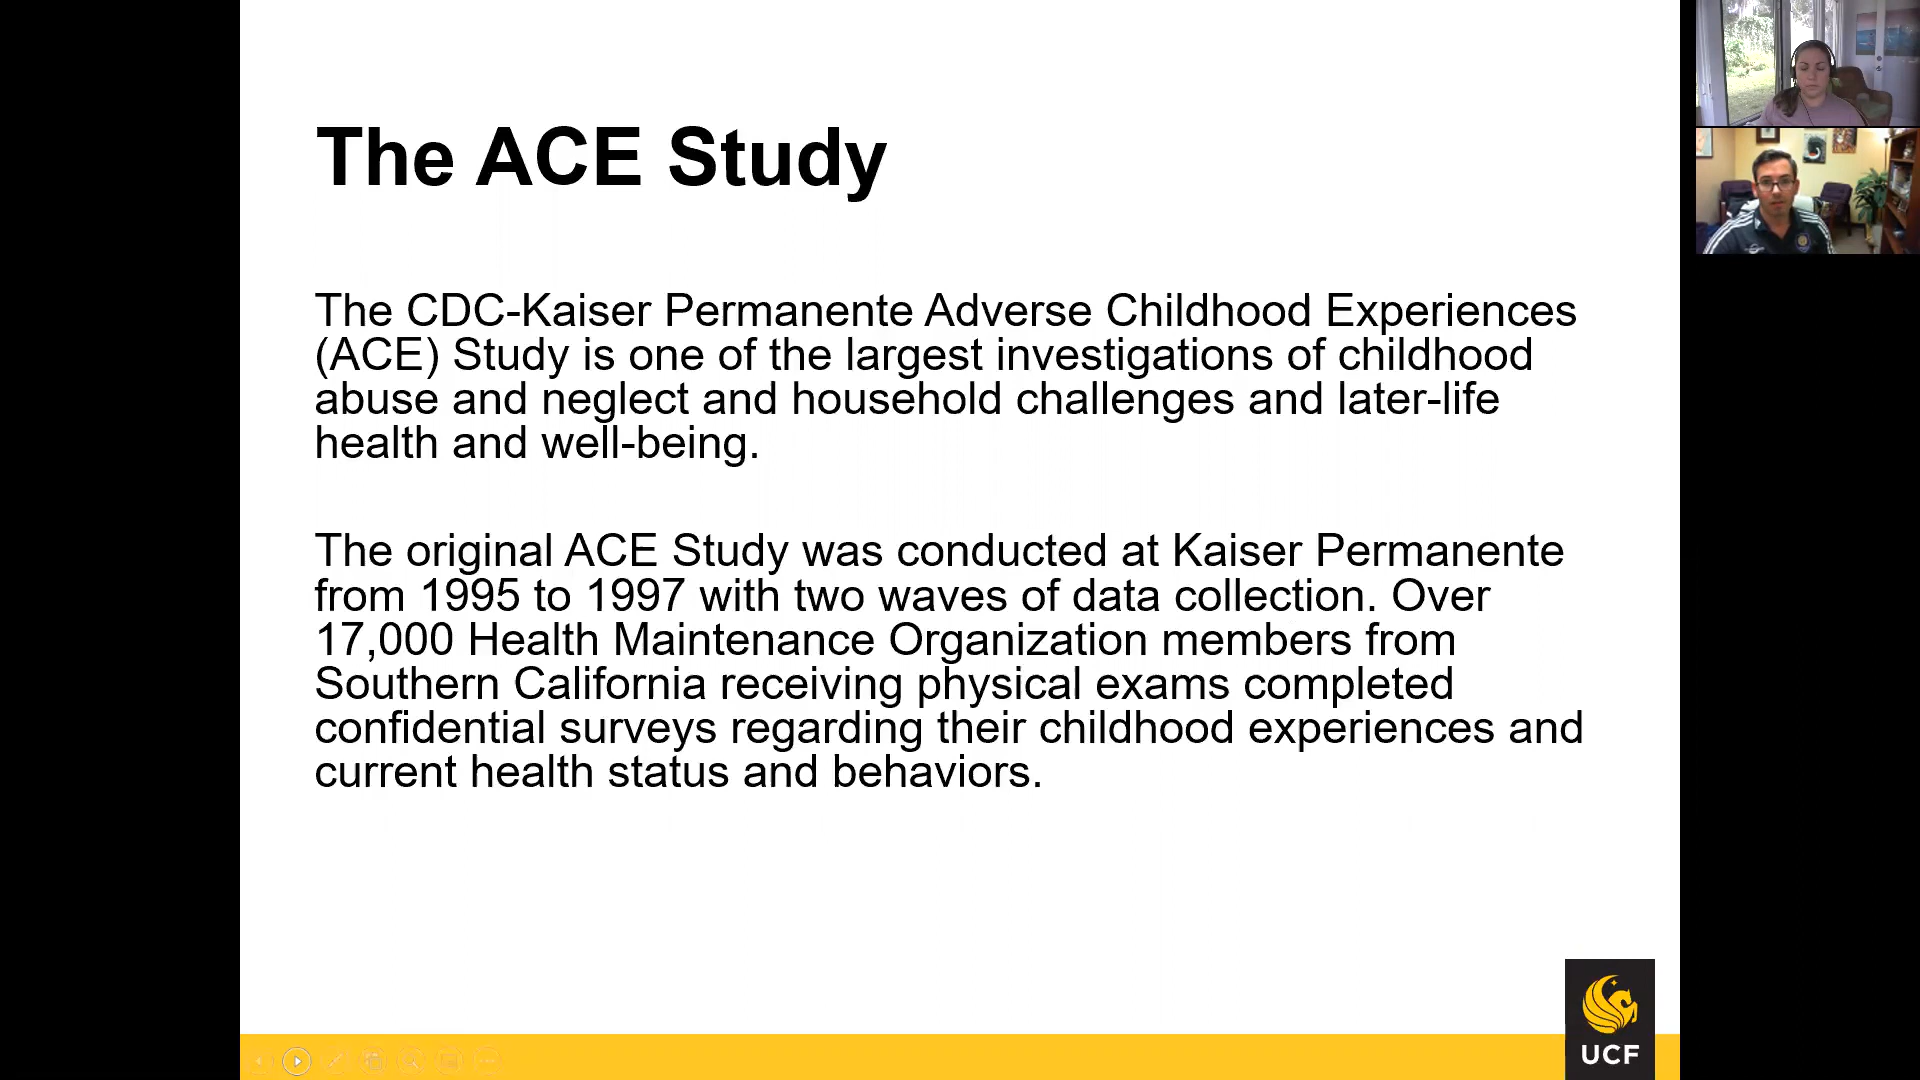 The ACE Study
The CDC-Kaiser Permanente Adverse Childhood Experiences
(ACE) Study is one of the largest investigations of childhood
abuse and neglect and household challenges and later-life
health and well-being.
The original ACE Study was conducted at Kaiser Permanente
from 1995 to 1997 with two waves of data collection. Over
17,000 Health Maintenance Organization members from
Southern California receiving physical exams completed
confidential surveys regarding their childhood experiences and
current health status and behaviors.
UCF